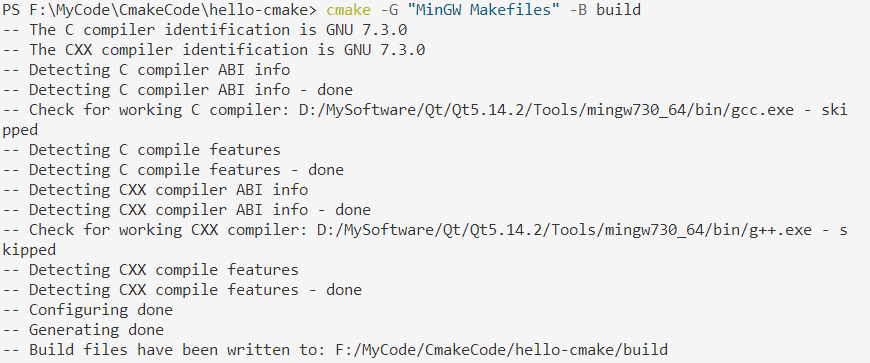 PS F:\MyCode\CmakeCode\hello-cmake> cmake -G "MinGW Makefiles" -B build
-- The C compiler identification is GNU 7.3.0
-- The CXX compiler identification is GNU 7.3.0
-- Detecting C compiler ABI info
-- Detecting C compiler ABI info - done
-- Check for working C compiler: D:/MySoftware/Qt/Qt5.14.2/Tools/mingw730_64/bin/gcc.exe - ski
pped
-- Detecting C compile features
-- Detecting C compile features - done
-- Detecting CXX compiler ABI info
-- Detecting CXX compiler ABI info - done
-- Check for working CXX compiler: D:/MySoftware/Qt/Qt5.14.2/Tools/mingw730_64/bin/g++.exe - s
kipped
-- Detecting CXX compile features
-- Detecting CXX compile features - done
-- Configuring done
-- Generating done
-- Build files have been written to: F:/MyCode/CmakeCode/hello-cmake/build